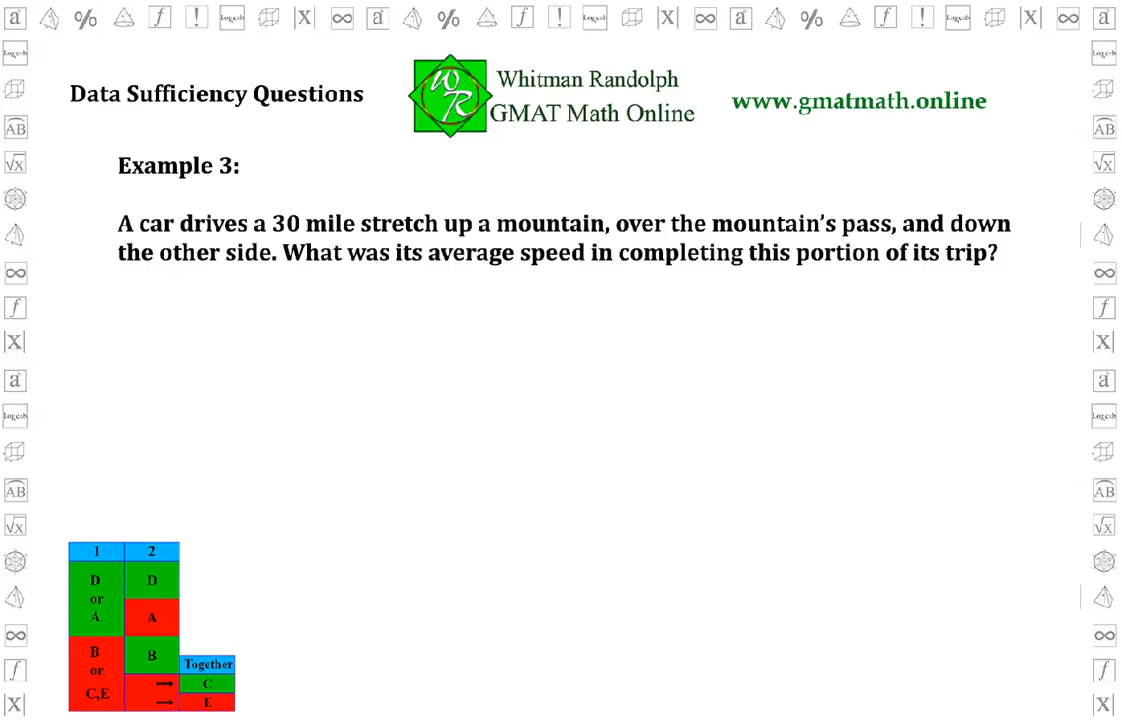 Data Sufficiency Questions
WR
Whitman Randolph
GMAT Math Online
www.gmatmath.online
Example 3:
A car drives a 30 mile stretch up a mountain, over the mountain’s pass, and down
the other side. What was its average speed in completing this portion of its trip?
1 2
D
or
A
D
A
B
or
C,E
B
Together
→ C
→ E